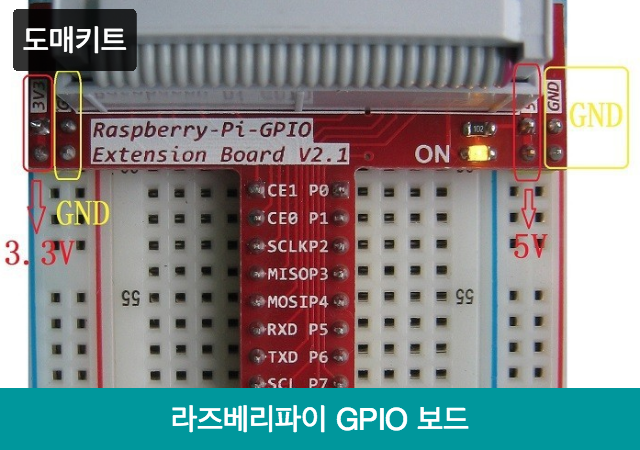 도매키트
3V3
GND
GND
Raspberry-Pi-GPIO
Extension Board V2.1
ON
102
GND
3.3V
5V
CE1 P0
CE0 P1
SCLKP2
MISOP3
MOSIP4
RXD P5
TXD P6
SCL P7
55
55
라즈베리파이 GPIO 보드